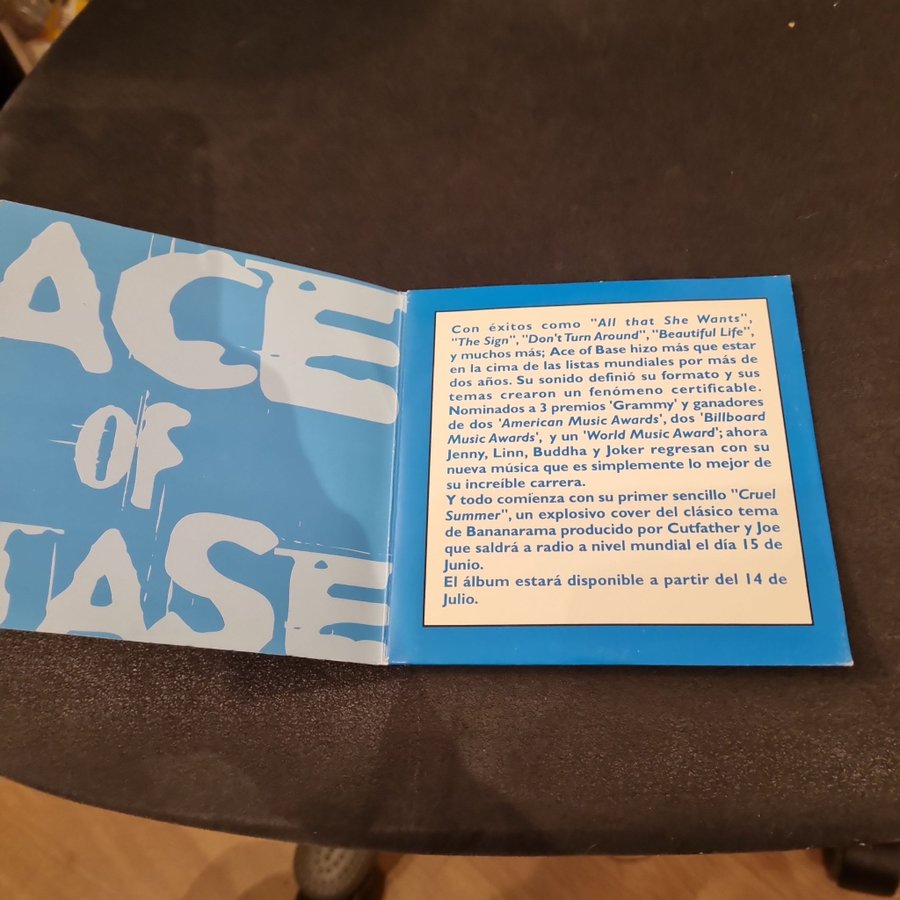 ACE
OF
BASE
Con éxitos como "All that She Wants",
"The Sign", "Don't Turn Around", "Beautiful Life",
y muchos más; Ace of Base hizo más que estar
en la cima de las listas mundiales por más de
dos años. Su sonido definió su formato y sus
temas crearon un fenómeno certificable.
Nominados a 3 premios 'Grammy' y ganadores
de dos 'American Music Awards', dos 'Billboard
Music Awards', y un 'World Music Award'; ahora
Jenny, Linn, Buddha y Joker regresan con su
nueva música que es simplemente lo mejor de
su increíble carrera.
Y todo comienza con su primer sencillo "Cruel
Summer", un explosivo cover del clásico tema
de Bananarama producido por Cutfather y Joe
que saldrá a radio a nivel mundial el día 15 de
Junio.
El álbum estará disponible a partir del 14 de
Julio.